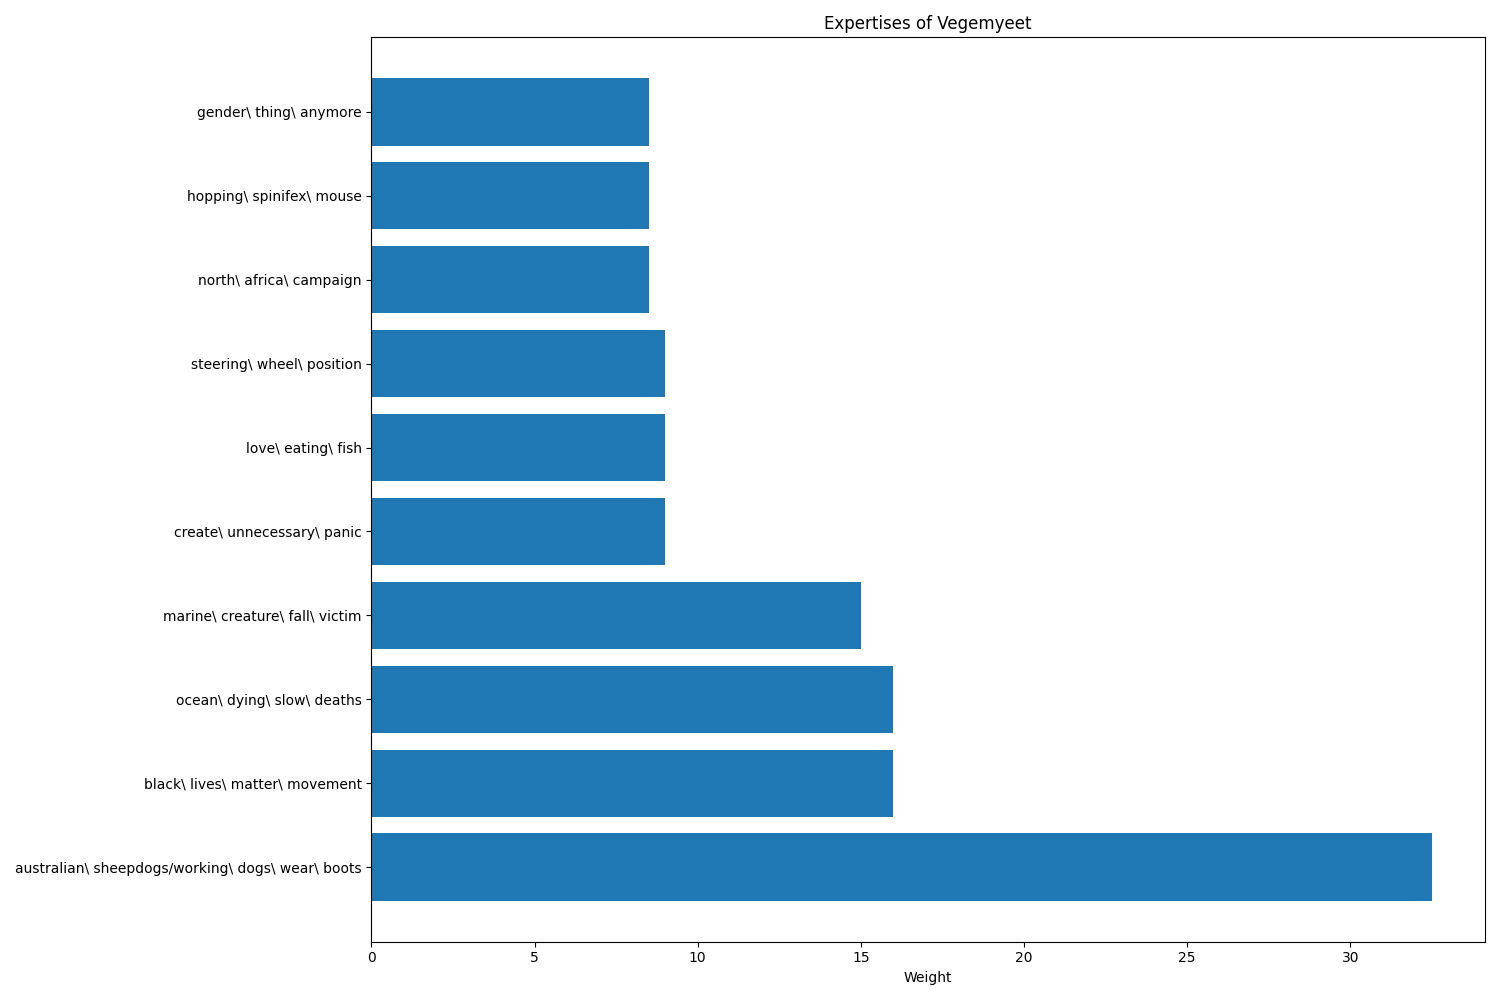 Expertises of Vegemyeet
gender\ thing\ anymore
hopping\ spinifex\ mouse
north\ africa\ campaign
steering\ wheel\ position
love\ eating\ fish
create\ unnecessary\ panic
marine\ creature\ fall\ victim
ocean\ dying\ slow\ deaths
black\ lives\ matter\ movement
australian\ sheepdogs/working\ dogs\ wear\ boots
0 5 10 15 20 25 30
Weight